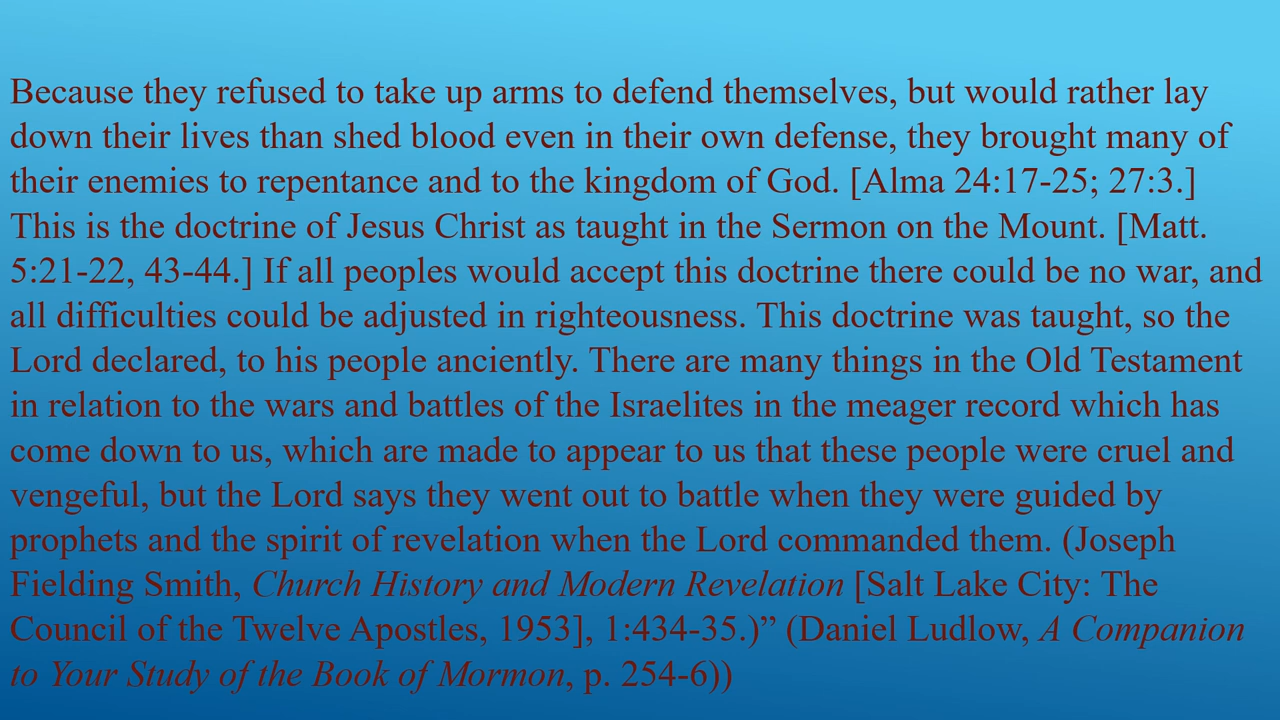 Because they refused to take up arms to defend themselves, but would rather lay
down their lives than shed blood even in their own defense, they brought many of
their enemies to repentance and to the kingdom of God. [Alma 24:17-25; 27:3.]
This is the doctrine of Jesus Christ as taught in the Sermon on the Mount. [Matt.
5:21-22, 43-44.] If all peoples would accept this doctrine there could be no war, and
all difficulties could be adjusted in righteousness. This doctrine was taught, so the
Lord declared, to his people anciently. There are many things in the Old Testament
in relation to the wars and battles of the Israelites in the meager record which has
come down to us, which are made to appear to us that these people were cruel and
vengeful, but the Lord says they went out to battle when they were guided by
prophets and the spirit of revelation when the Lord commanded them. (Joseph
Fielding Smith, Church History and Modern Revelation [Salt Lake City: The
Council of the Twelve Apostles, 1953], 1:434-35.)” (Daniel Ludlow, A Companion
to Your Study of the Book of Mormon, p. 254-6))